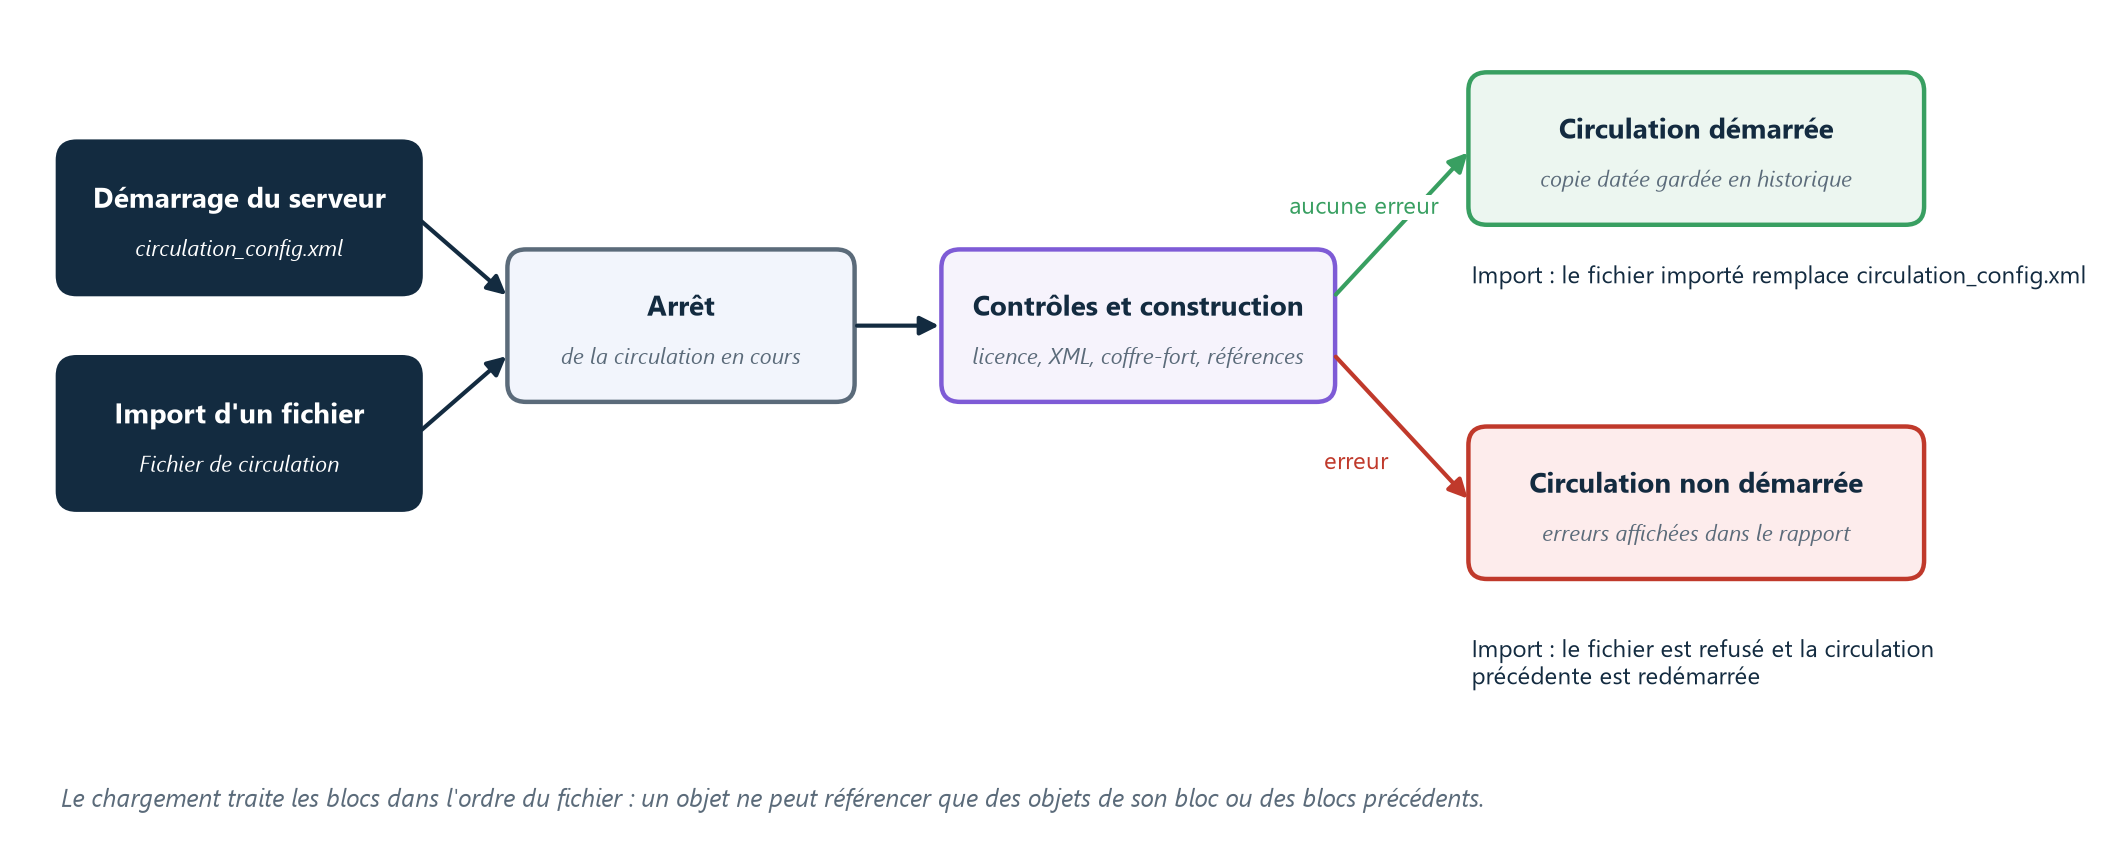 Démarrage du serveur
circulation_config.xml
Import d'un fichier
Fichier de circulation
Arrêt
de la circulation en cours
Contrôles et construction
licence, XML, coffre-fort, références
aucune erreur
erreur
Circulation démarrée
copie datée gardée en historique
Import : le fichier importé remplace circulation_config.xml
Circulation non démarrée
erreurs affichées dans le rapport
Import : le fichier est refusé et la circulation
précédente est redémarrée
Le chargement traite les blocs dans l'ordre du fichier : un objet ne peut référencer que des objets de son bloc ou des blocs précédents.